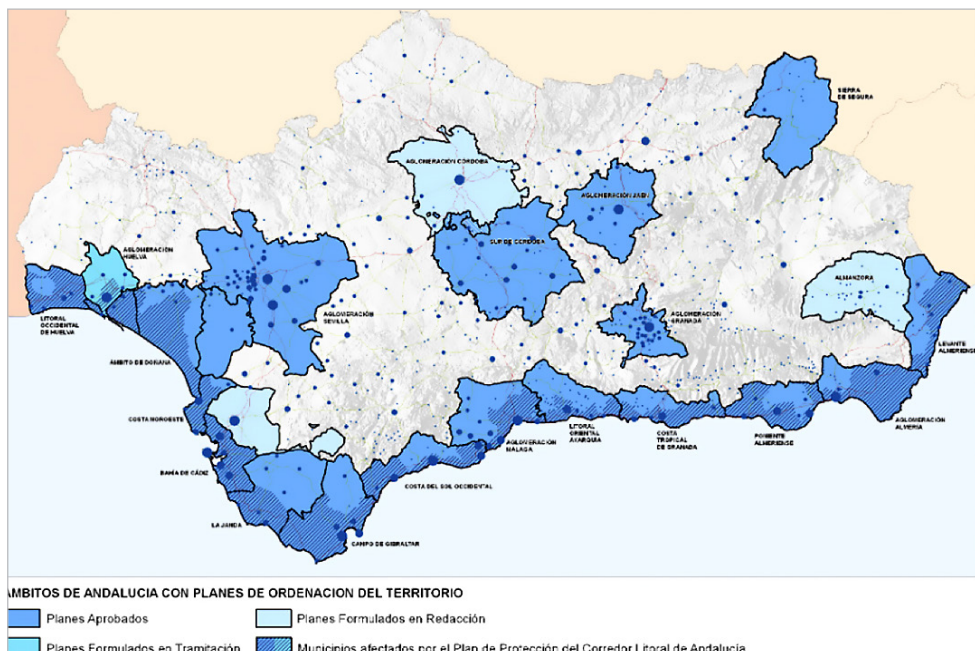 SIERRA
DE SEGURA
AGLOMERACIÓN CÓRDOBA
AGLOMERACIÓN JAÉN
SUR DE CÓRDOBA
AGLOMERACIÓN
HUELVA
ALMANZORA
LITORAL
OCCIDENTAL
DE HUELVA
AGLOMERACIÓN
SEVILLA
AGLOMERACIÓN
GRANADA
LEVANTE
ALMERIENSE
ÁMBITO DE DOÑANA
COSTA NOROESTE
AGLOMERACIÓN
MÁLAGA
LITORAL
ORIENTAL
AXARQUÍA
COSTA
TROPICAL
DE GRANADA
PONIENTE
ALMERIENSE
AGLOMERACIÓN
ALMERÍA
BAHÍA DE CÁDIZ
COSTA DEL SOL OCCIDENTAL
LA JANDA
CAMPO DE GIBRALTAR
ÁMBITOS DE ANDALUCIA CON PLANES DE ORDENACION DEL TERRITORIO
Planes Aprobados
Planes Formulados en Redacción
Planes Formulados en Tramitación
Municipios afectados por el Plan de Protección del Corredor Litoral de Andalucía